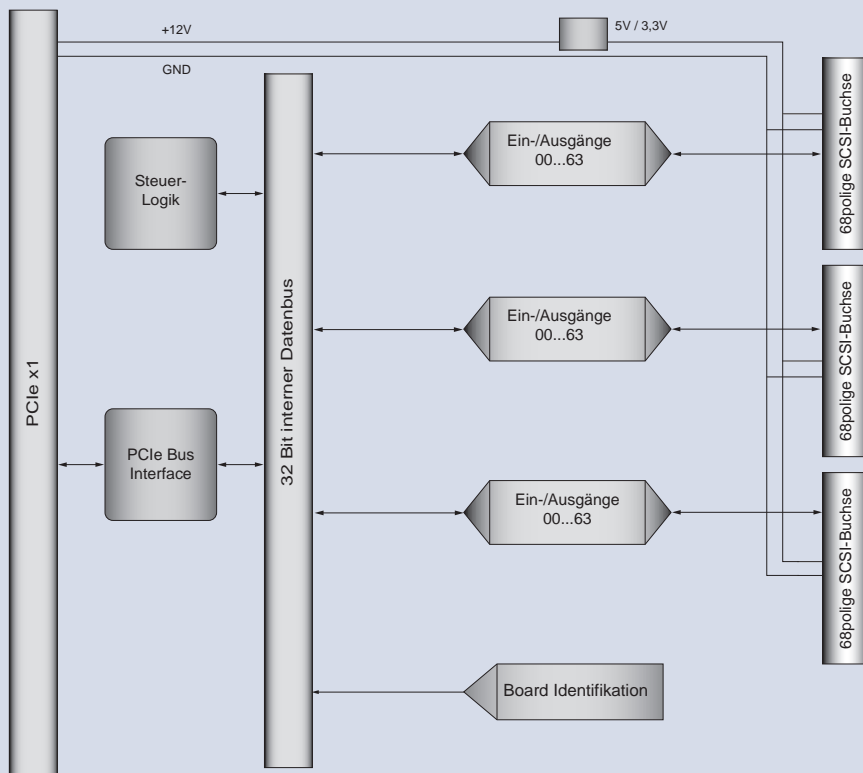 +12V
5V / 3,3V
GND
PCIe x1
Steuer-
Logik
PCIe Bus
Interface
32 Bit interner Datenbus
Ein-/Ausgänge
00...63
68polige SCSI-Buchse
Ein-/Ausgänge
00...63
68polige SCSI-Buchse
Ein-/Ausgänge
00...63
68polige SCSI-Buchse
Board Identifikation